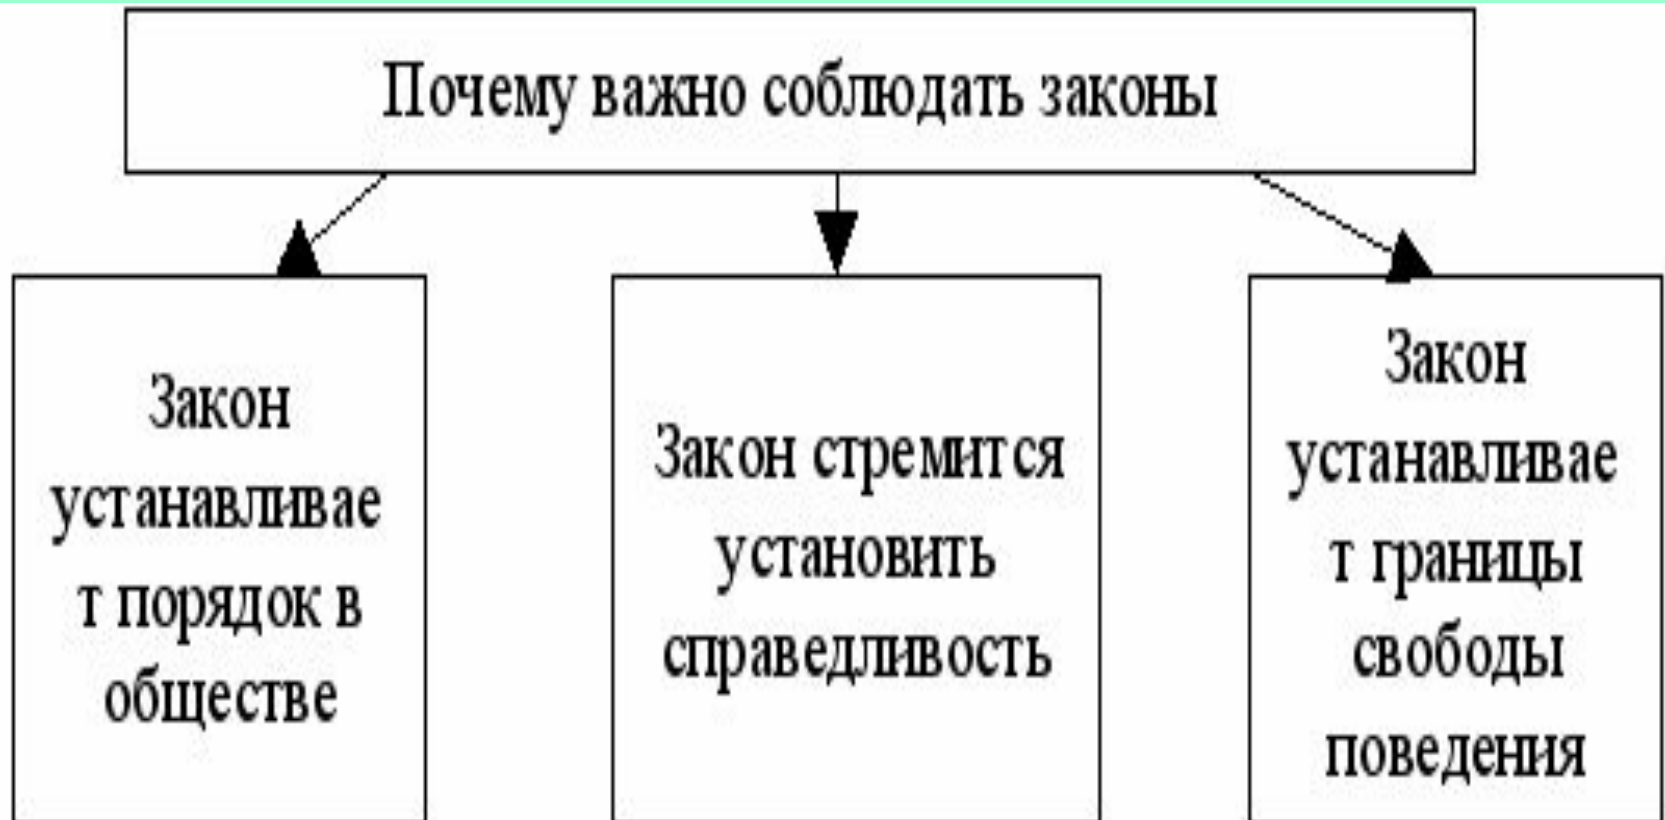 Почему важно соблюдать законы
Закон
устанавливае
т порядок в
обществе
Закон стремится
установить
справедливость
Закон
устанавливае
т границы
свободы
поведения